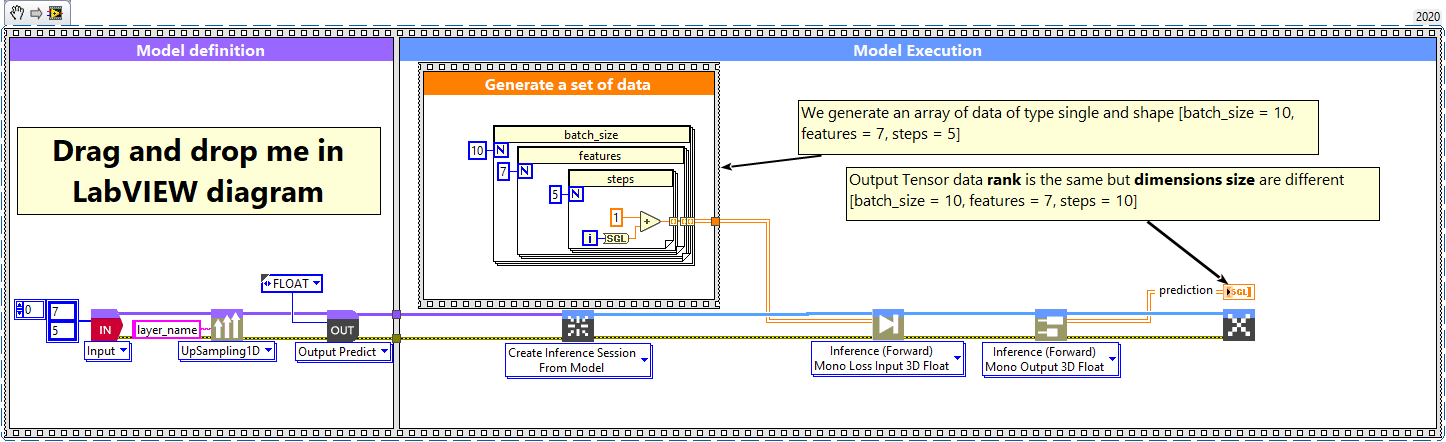 2020
Model definition
Model Execution
Drag and drop me in
LabVIEW diagram
0
7
5
IN
Input
layer_name
UpSampling1D
FLOAT
OUT
Output Predict
Generate a set of data
batch_size
10
N
features
7
N
steps
5
N
1
+
i
SGL
We generate an array of data of type single and shape [batch_size = 10,
features = 7, steps = 5]
Output Tensor data rank is the same but dimensions size are different
[batch_size = 10, features = 7, steps = 10]
Create Inference Session
From Model
Inference (Forward)
Mono Loss Input 3D Float
Inference (Forward)
Mono Output 3D Float
prediction
SGL